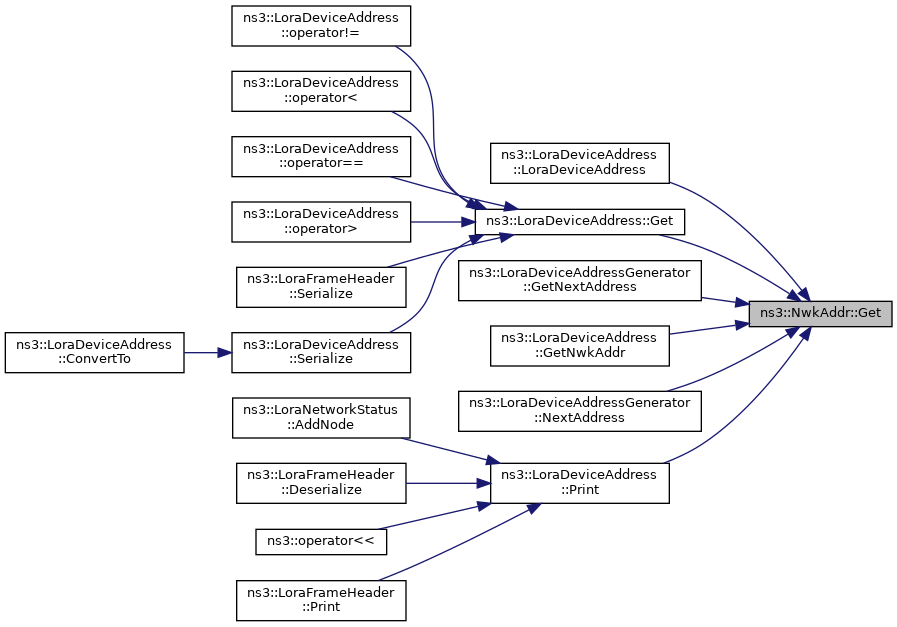 ns3::LoraDeviceAddress
::operator!=
ns3::LoraDeviceAddress
::operator<
ns3::LoraDeviceAddress
::operator==
ns3::LoraDeviceAddress
::operator>
ns3::LoraFrameHeader
::Serialize
ns3::LoraDeviceAddress
::ConvertTo
ns3::LoraDeviceAddress
::Serialize
ns3::LoraNetworkStatus
::AddNode
ns3::LoraFrameHeader
::Deserialize
ns3::operator<<
ns3::LoraFrameHeader
::Print
ns3::LoraDeviceAddress
::LoraDeviceAddress
ns3::LoraDeviceAddress::Get
ns3::LoraDeviceAddressGenerator
::GetNextAddress
ns3::LoraDeviceAddress
::GetNwkAddr
ns3::LoraDeviceAddressGenerator
::NextAddress
ns3::LoraDeviceAddress
::Print
ns3::NwkAddr::Get